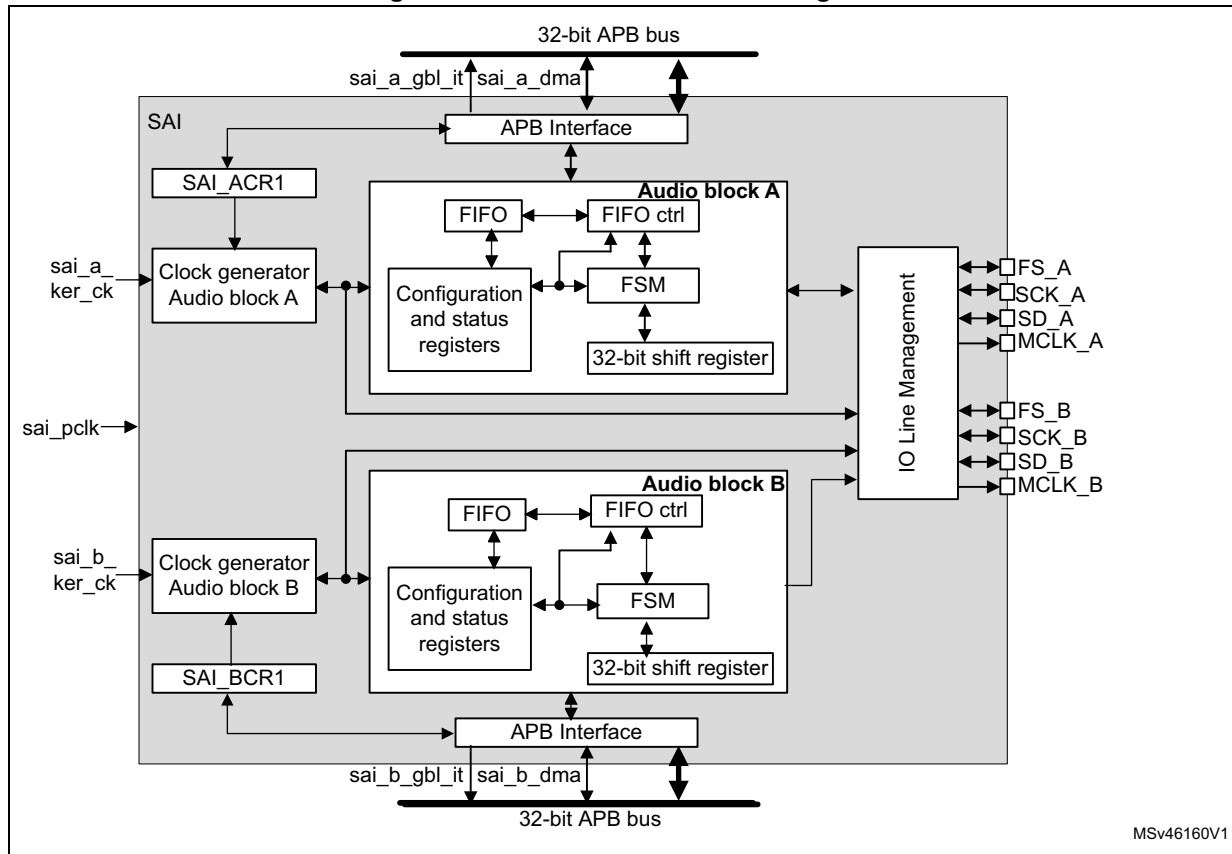 32-bit APB bus
sai_a_gbl_it sai_a_dma
SAI
APB Interface
SAI_ACR1
Audio block A
FIFO
FIFO ctrl
sai_a_
ker_ck
Clock generator
Audio block A
Configuration
and status
registers
FSM
32-bit shift register
IO Line Management
FS_A
SCK_A
SD_A
MCLK_A
sai_pclk
FS_B
SCK_B
SD_B
MCLK_B
Audio block B
FIFO
FIFO ctrl
sai_b_
ker_ck
Clock generator
Audio block B
Configuration
and status
registers
FSM
32-bit shift register
SAI_BCR1
APB Interface
sai_b_gbl_it sai_b_dma
32-bit APB bus
MSv46160V1